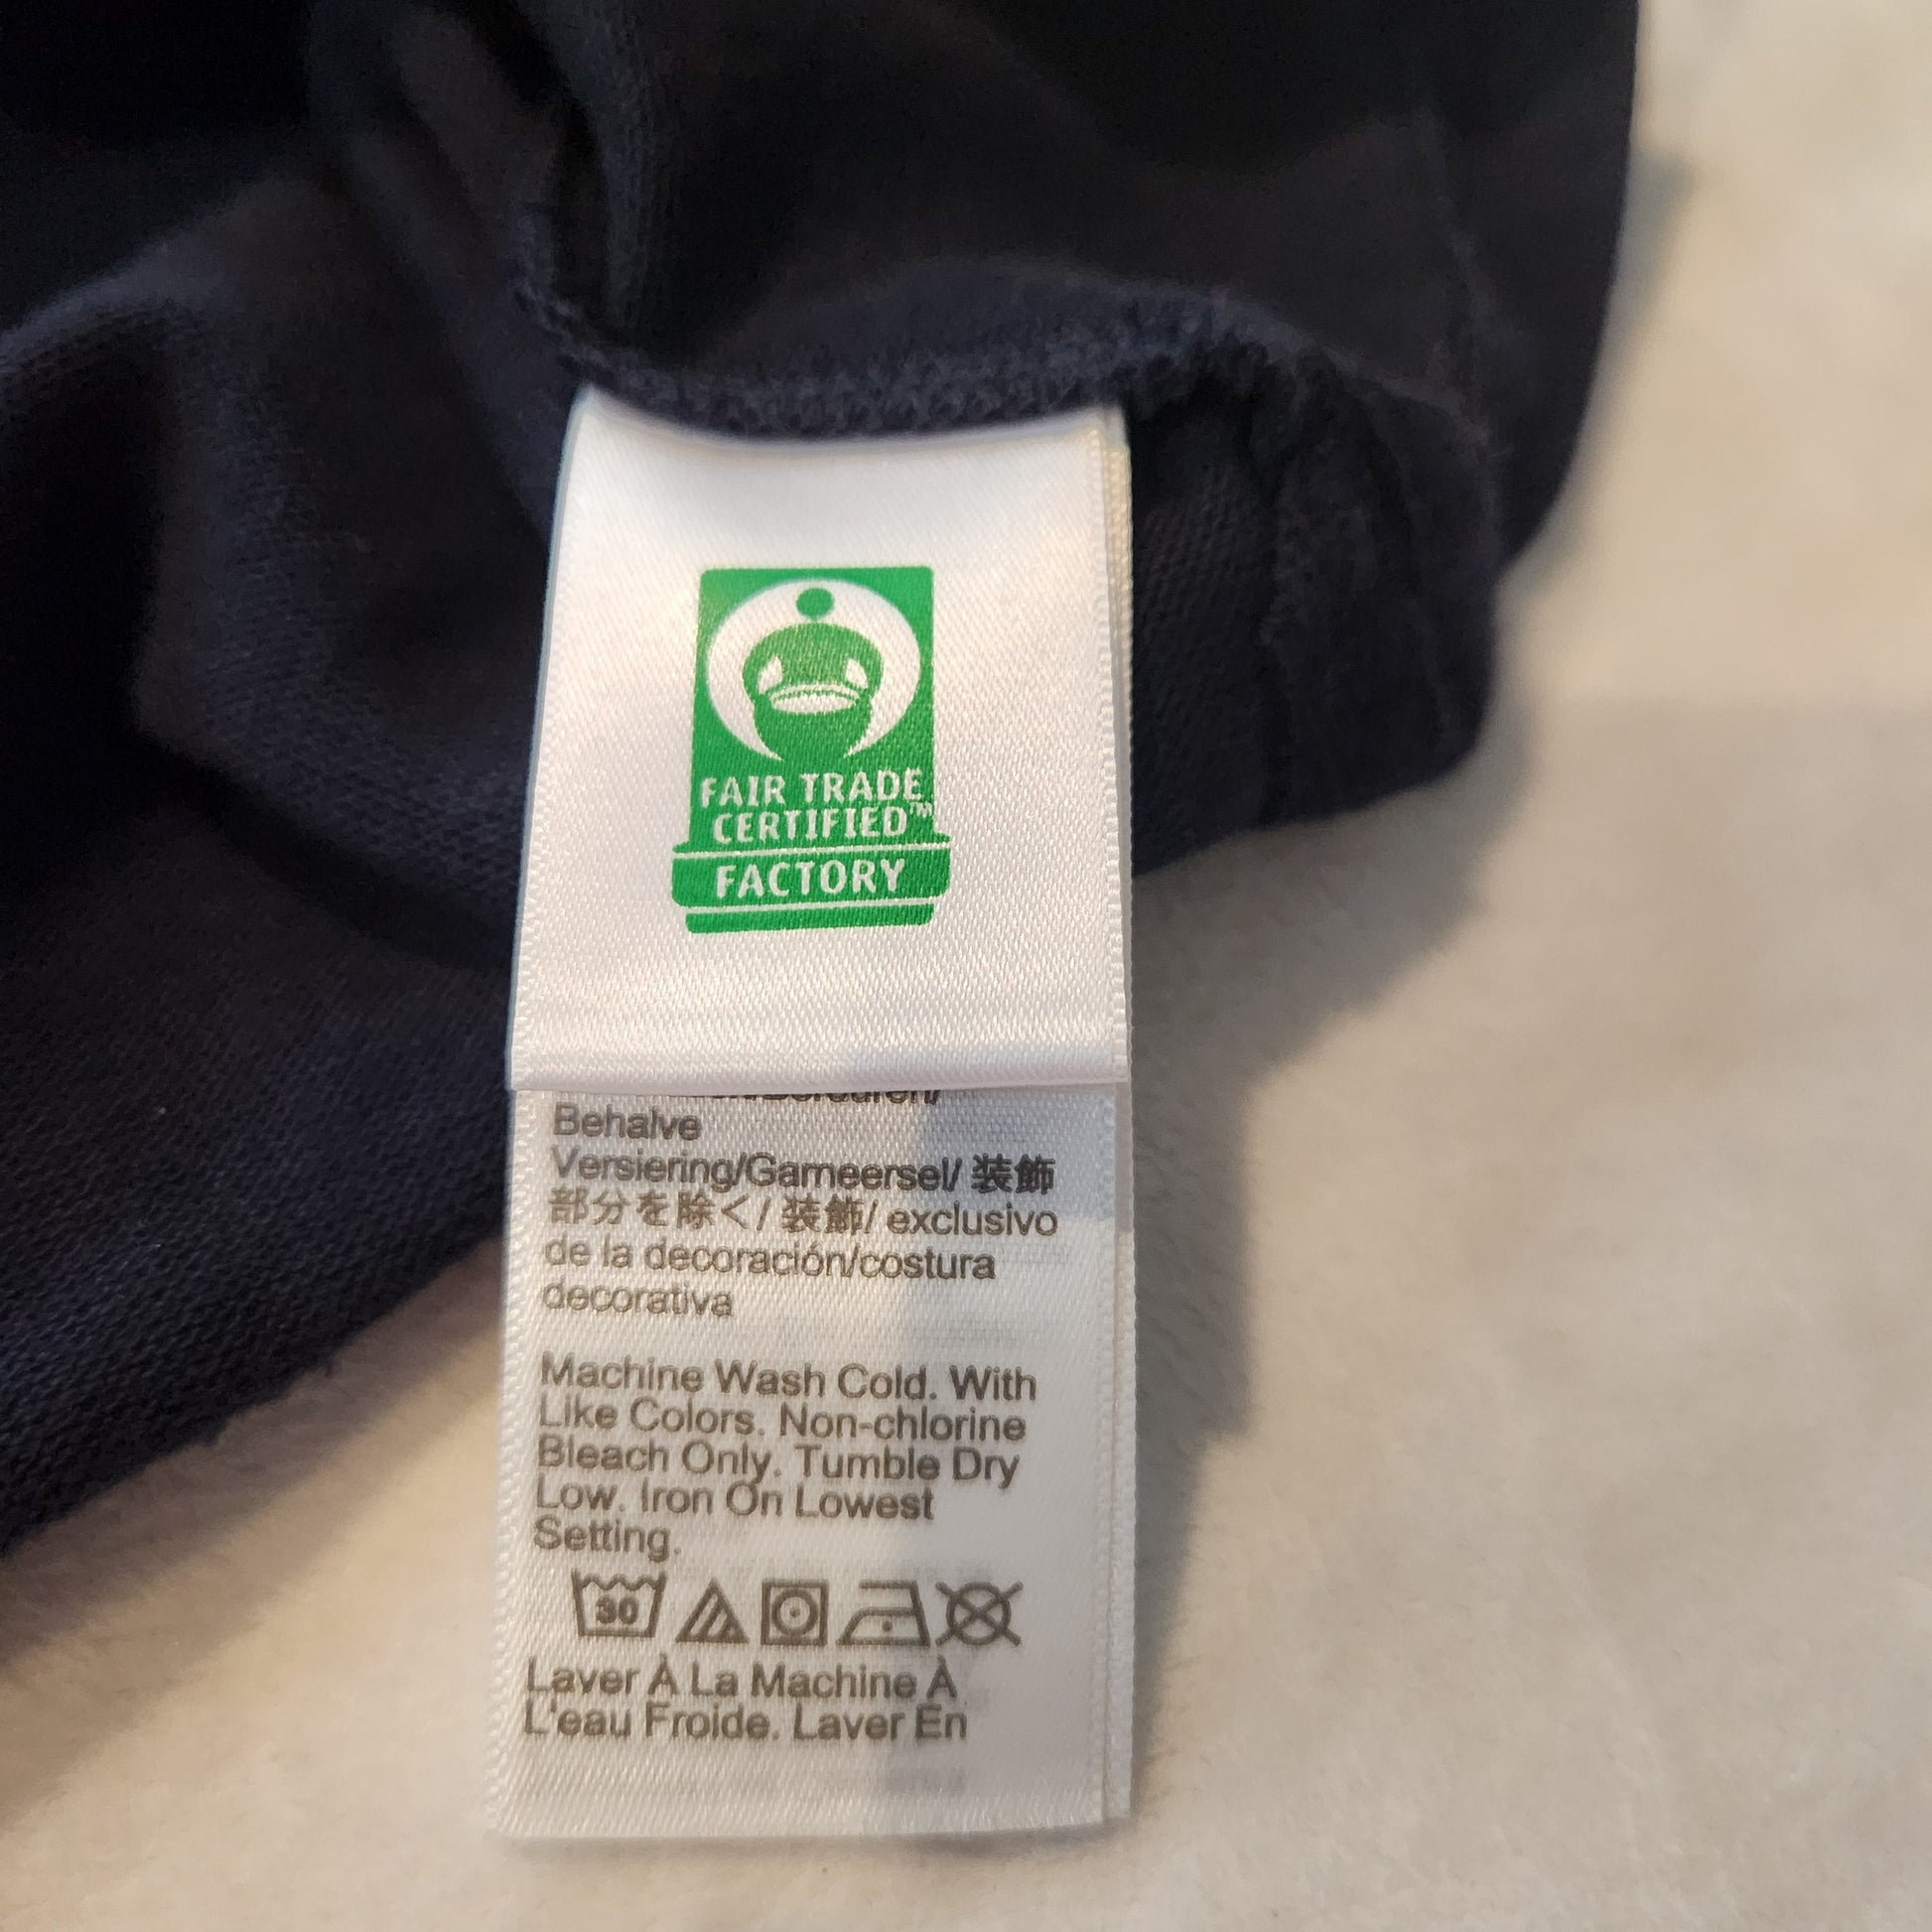 FAIR TRADE
CERTIFIED™
FACTORY
Behalve
Versiering/Garneersel/ 装飾
部分を除く/ 装飾/ exclusivo
de la decoración/costura
decorativa
Machine Wash Cold. With
Like Colors. Non-chlorine
Bleach Only. Tumble Dry
Low. Iron On Lowest
Setting.
30
Laver À La Machine À
L'eau Froide. Laver En